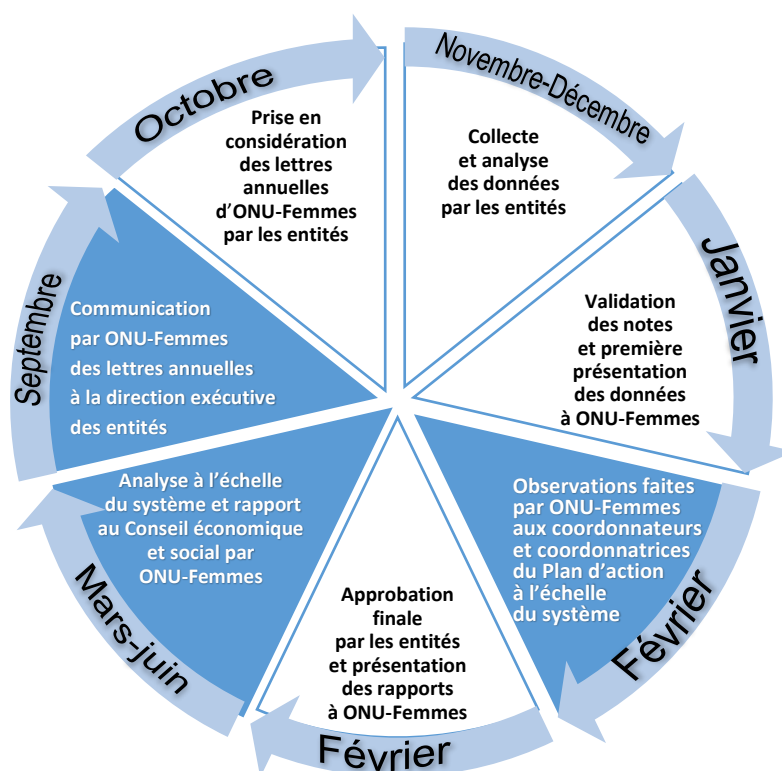 Octobre
Prise en
considération
des lettres
annuelles
d'ONU-Femmes
par les entités
Novembre-Décembre
Collecte
et analyse
des données
par les entités
Janvier
Validation
des notes
et première
présentation
des données
à ONU-Femmes
Février
Observations faites
par ONU-Femmes
aux coordonnateurs
et coordonnatrices
du Plan d'action
à l'échelle
du système
Février
Approbation
finale
par les entités
et présentation
des rapports
à ONU-Femmes
Mars-juin
Analyse à l'échelle
du système et rapport
au Conseil économique
et social par
ONU-Femmes
Septembre
Communication
par ONU-Femmes
des lettres annuelles
à la direction exécutive
des entités